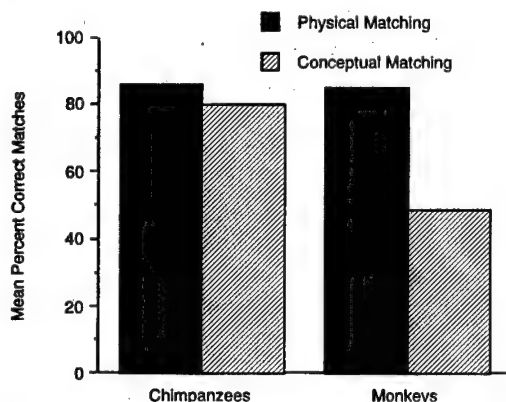 Physical Matching
Conceptual Matching
Mean Percent Correct Matches
100
80
60
40
20
0
Chimpanzees
Monkeys